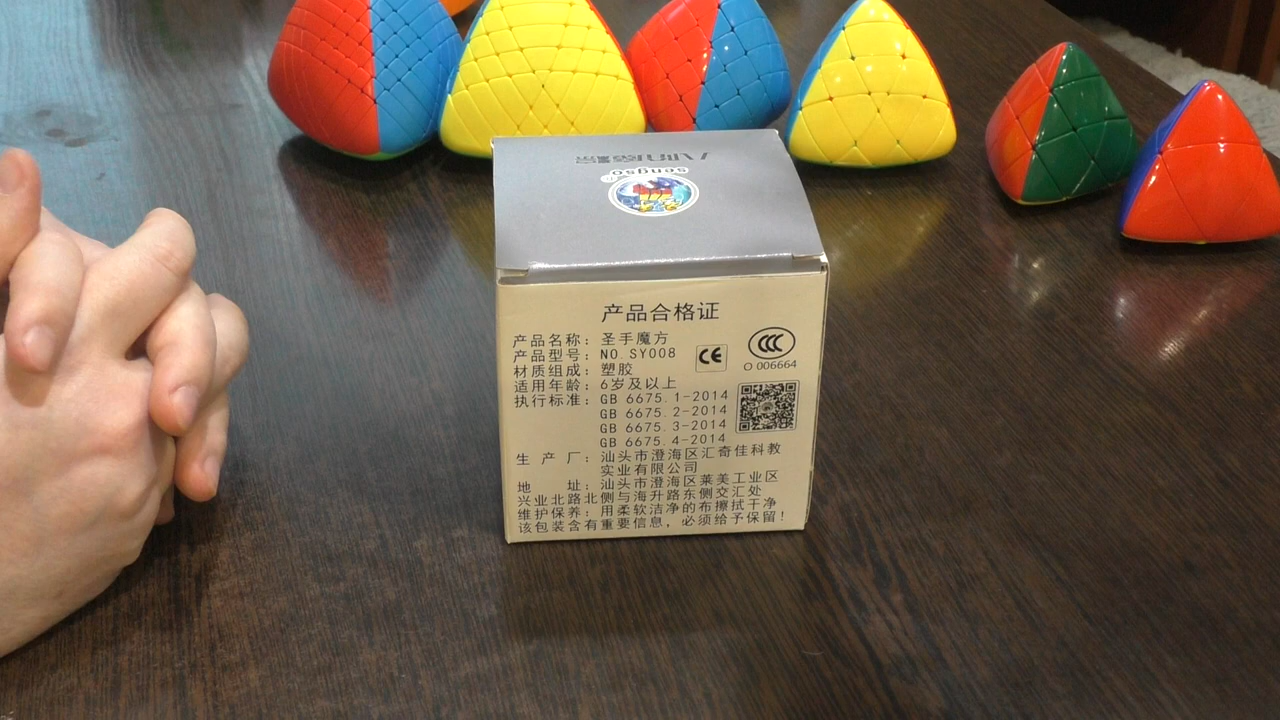 sengso
产品合格证
产品名称：圣手魔方
产品型号：NO.SY008
材质组成：塑胶
适用年龄：6岁及以上
执行标准：GB 6675.1-2014
GB 6675.2-2014
GB 6675.3-2014
GB 6675.4-2014
CE
CCC
O 006664
生 产 厂：汕头市澄海区汇奇佳科教
实业有限公司
地 址：汕头市澄海区莱美工业区
兴业北路北侧与海升路东侧交汇处
维护保养：用柔软洁净的布擦拭干净
该包装含有重要信息，必须给予保留！